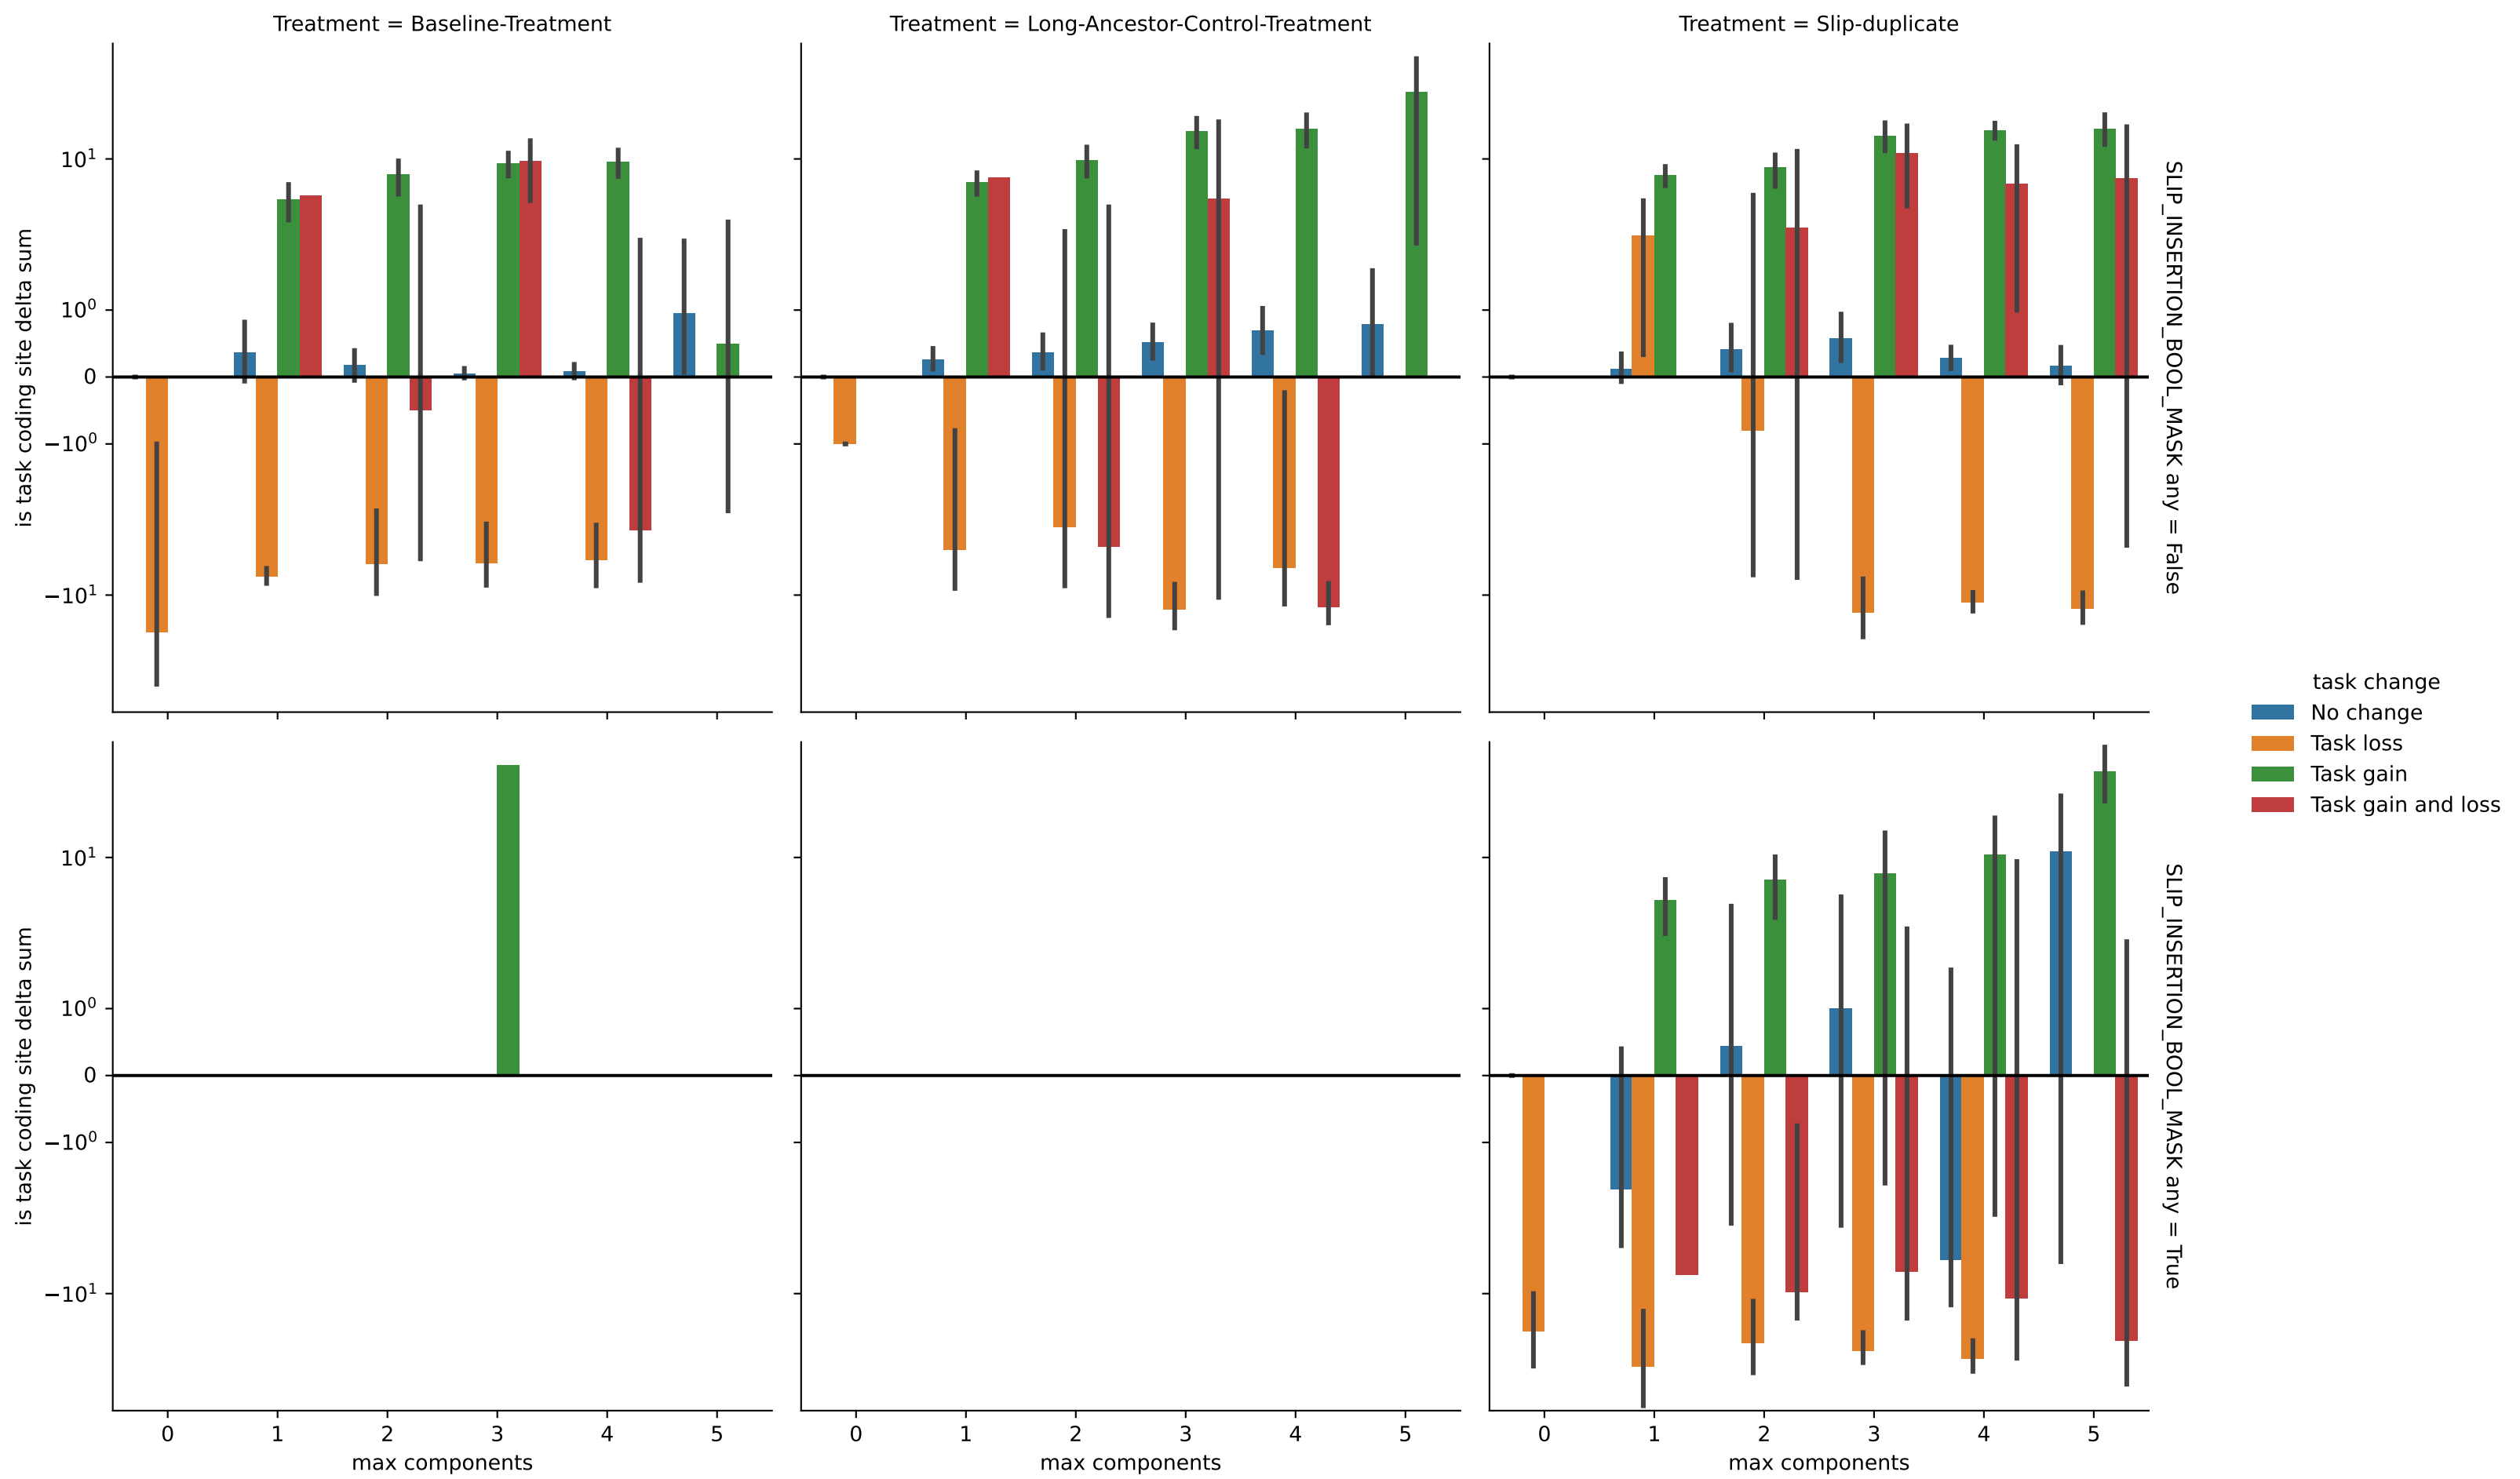 Treatment = Baseline-Treatment
Treatment = Long-Ancestor-Control-Treatment
Treatment = Slip-duplicate
is task coding site delta sum
10¹
10⁰
0
−10⁰
−10¹
SLIP_INSERTION_BOOL_MASK any = False
task change
No change
Task loss
Task gain
Task gain and loss
is task coding site delta sum
10¹
10⁰
0
−10⁰
−10¹
SLIP_INSERTION_BOOL_MASK any = True
0 1 2 3 4 5
0 1 2 3 4 5
0 1 2 3 4 5
max components
max components
max components